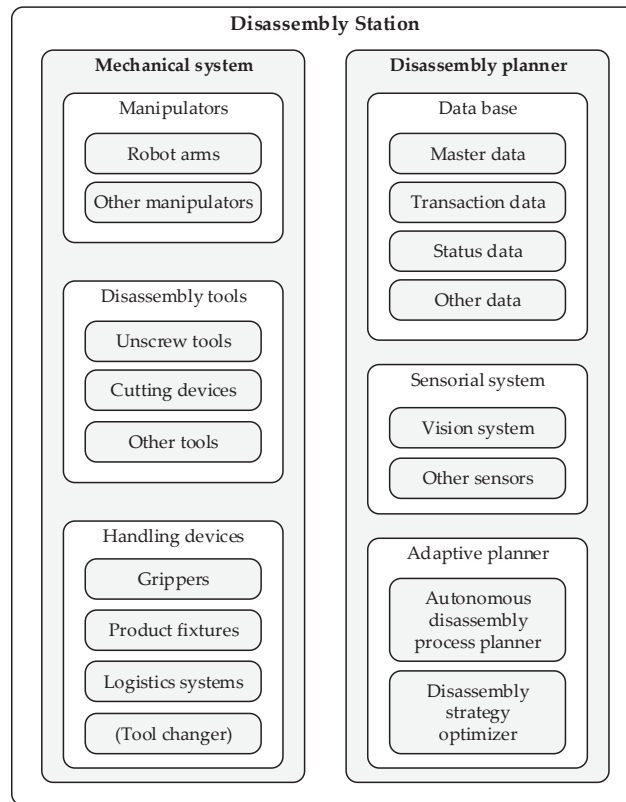 Disassembly Station
Mechanical system
Manipulators
Robot arms
Other manipulators
Disassembly tools
Unscrew tools
Cutting devices
Other tools
Handling devices
Grippers
Product fixtures
Logistics systems
(Tool changer)
Disassembly planner
Data base
Master data
Transaction data
Status data
Other data
Sensorial system
Vision system
Other sensors
Adaptive planner
Autonomous
disassembly
process planner
Disassembly
strategy
optimizer